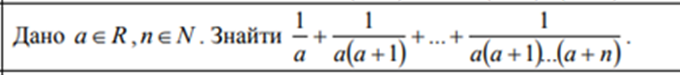 Дано a ∈ R, n ∈ N. Знайти 1/a + 1/(a(a+1)) + ... + 1/(a(a+1)...(a+n)).